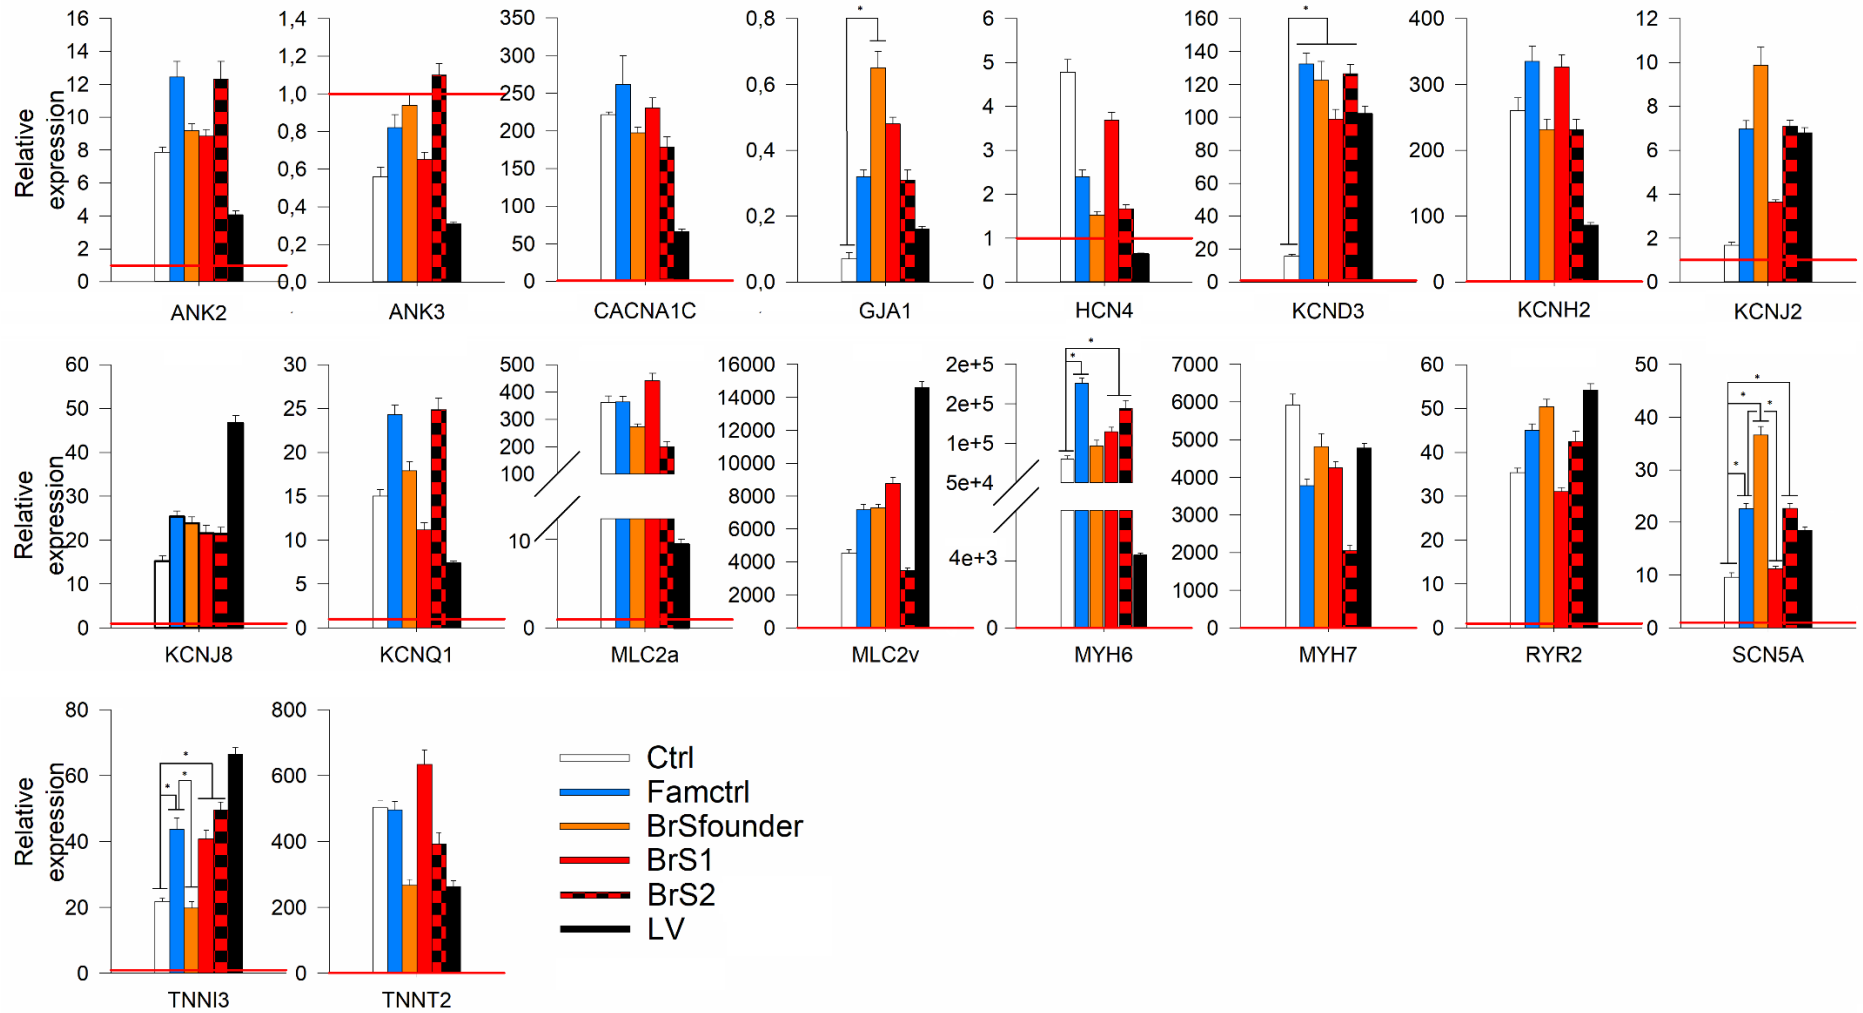 16 14 12 10 8 6 4 2 0
1,4 1,2 1,0 0,8 0,6 0,4 0,2 0,0
350 300 250 200 150 100 50 0
0,8 0,6 0,4 0,2 0,0
*
6 5 4 3 2 1 0
160 140 120 100 80 60 40 20 0
*
400 300 200 100 0
12 10 8 6 4 2 0
Relative
expression
ANK2 ANK3 CACNA1C GJA1 HCN4 KCND3 KCNH2 KCNJ2
60 50 40 30 20 10 0
30 25 20 15 10 5 0
500 400 300 200 100 10 0
16000 14000 12000 10000 8000 6000 4000 2000 0
2e+5 2e+5 1e+5 5e+4 4e+3 0
* *
7000 6000 5000 4000 3000 2000 1000 0
60 50 40 30 20 10 0
50 40 30 20 10 0
* * * *
Relative
expression
KCNJ8 KCNQ1 MLC2a MLC2v MYH6 MYH7 RYR2 SCN5A
80 60 40 20 0
* * *
800 600 400 200 0
Relative
expression
TNNI3 TNNT2
Ctrl
Famctrl
BrSfounder
BrS1
BrS2
LV